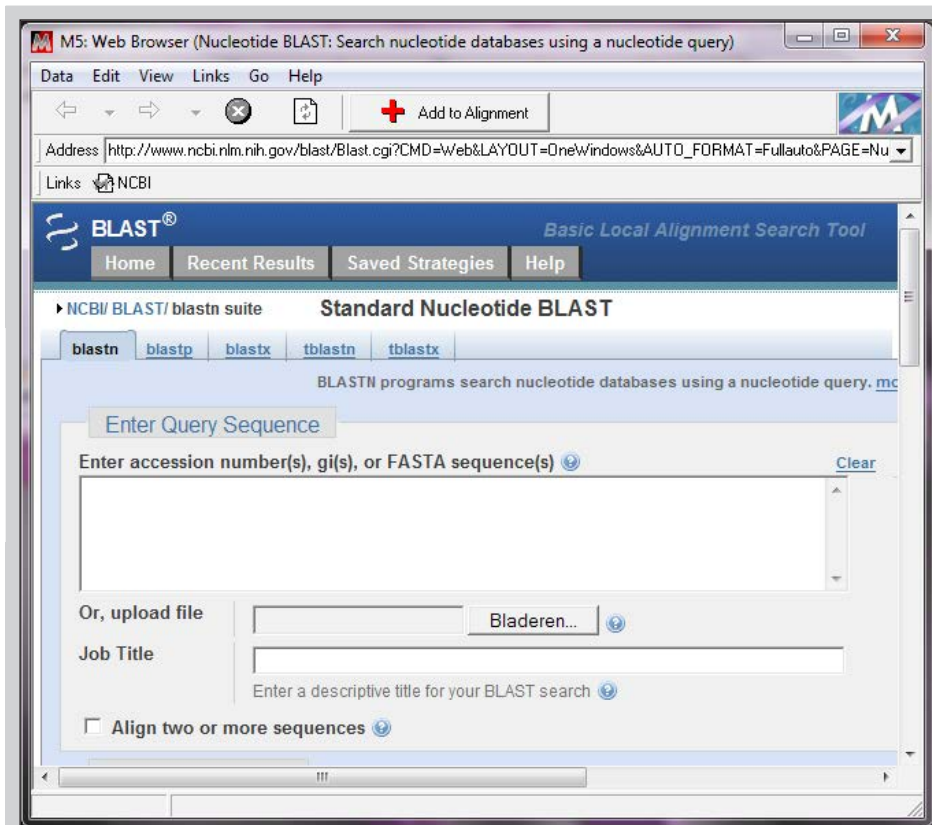 M5: Web Browser (Nucleotide BLAST: Search nucleotide databases using a nucleotide query)
Data Edit View Links Go Help
Add to Alignment
Address http://www.ncbi.nlm.nih.gov/blast/Blast.cgi?CMD=Web&LAYOUT=OneWindows&AUTO_FORMAT=Fullauto&PAGE=Nu
Links NCBI
BLAST® Basic Local Alignment Search Tool
Home Recent Results Saved Strategies Help
NCBI/ BLAST/ blastn suite Standard Nucleotide BLAST
blastn blastp blastx tblastn tblastx
BLASTN programs search nucleotide databases using a nucleotide query. mo
Enter Query Sequence
Enter accession number(s), gi(s), or FASTA sequence(s) Clear
Or, upload file Bladeren...
Job Title
Enter a descriptive title for your BLAST search
Align two or more sequences